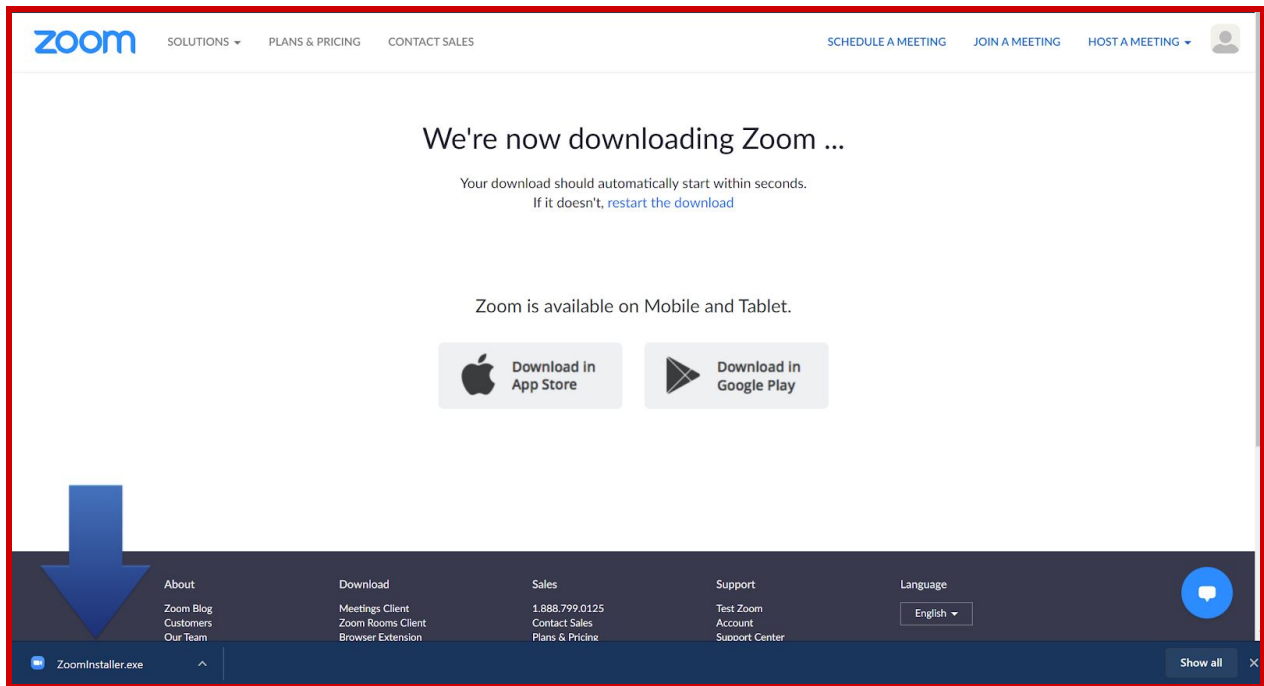 zoom SOLUTIONS PLANS & PRICING CONTACT SALES SCHEDULE A MEETING JOIN A MEETING HOST A MEETING
We're now downloading Zoom ...
Your download should automatically start within seconds.
If it doesn't, restart the download
Zoom is available on Mobile and Tablet.
Download in
App Store
Download in
Google Play
About
Zoom Blog
Customers
Our Team
Download
Meetings Client
Zoom Rooms Client
Browser Extension
Sales
1.888.799.0125
Contact Sales
Plans & Pricing
Support
Test Zoom
Account
Support Center
Language
English
ZoomInstaller.exe
Show all